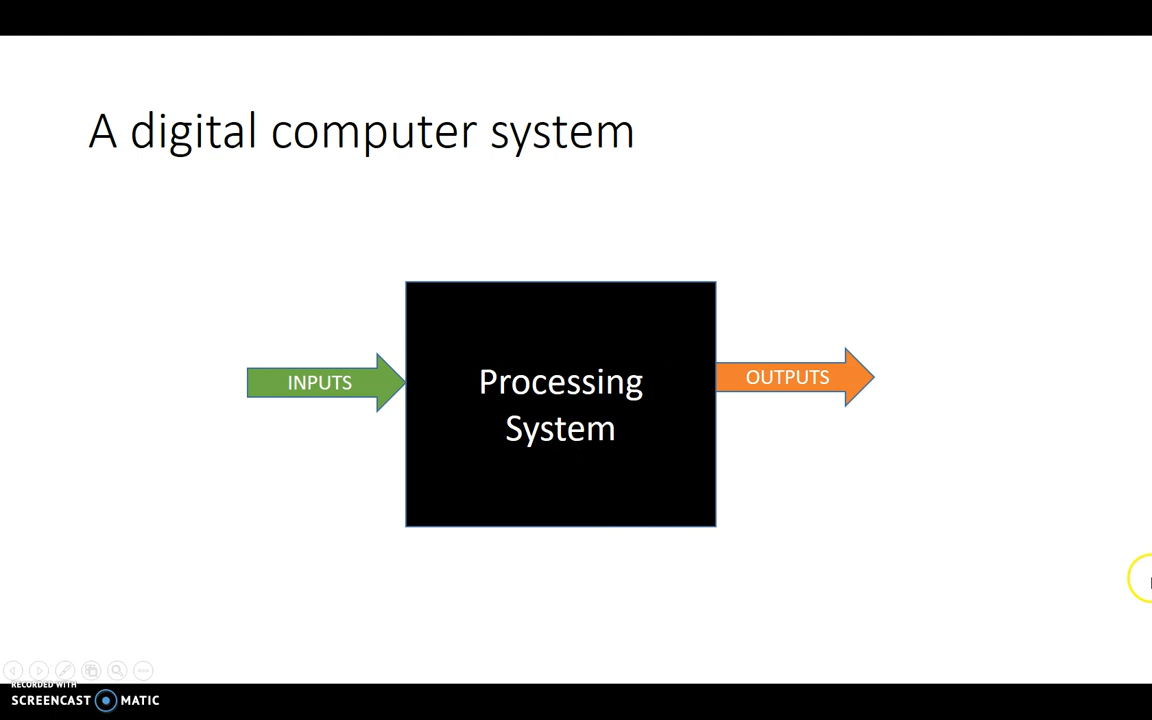 A digital computer system
INPUTS
Processing
System
OUTPUTS
RECORDED WITH
SCREENCAST MATIC